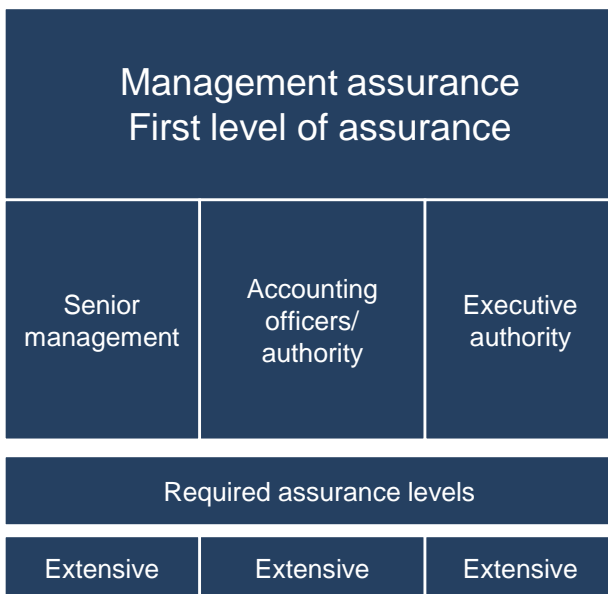 Management assurance
First level of assurance
Senior
management
Accounting
officers/
authority
Executive
authority
Required assurance levels
Extensive
Extensive
Extensive